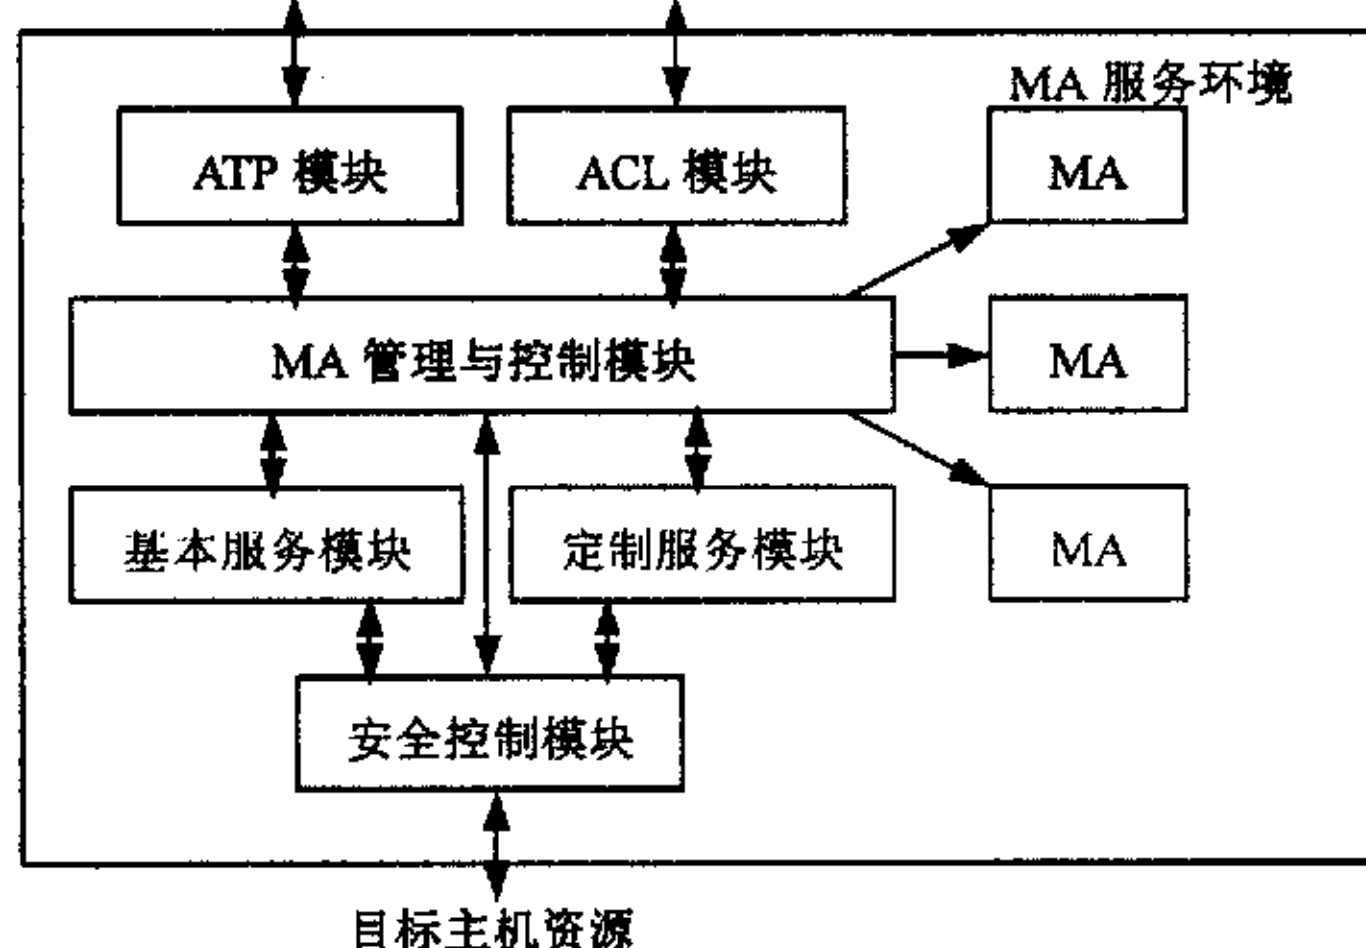 MA 服务环境
ATP 模块
ACL 模块
MA
MA 管理与控制模块
MA
基本服务模块
定制服务模块
MA
安全控制模块
目标主机资源